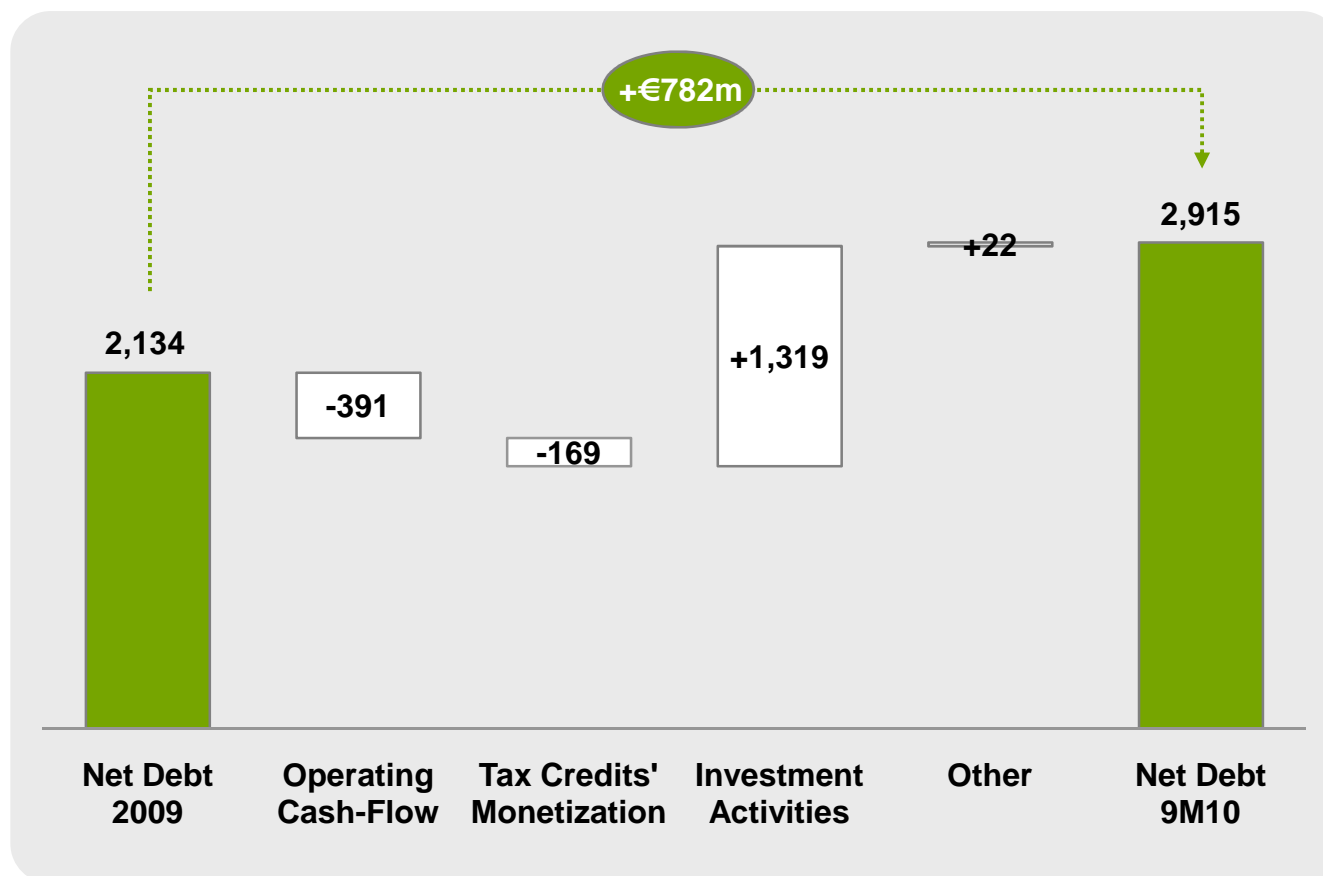 +€782m
2,915
2,134
+22
+1,319
-391
-169
Net Debt
2009
Operating
Cash-Flow
Tax Credits'
Monetization
Investment
Activities
Other
Net Debt
9M10